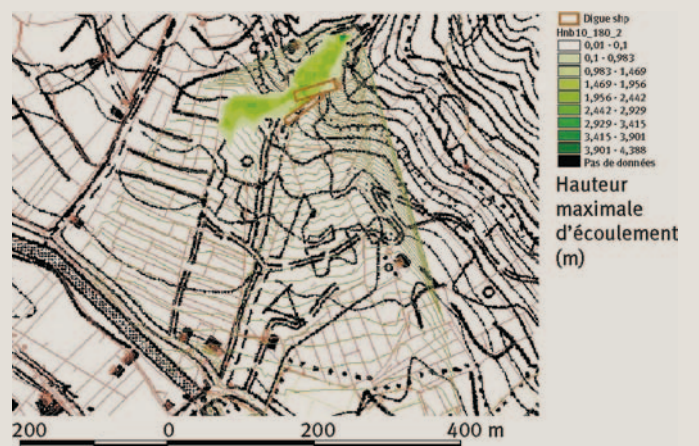 Digue shp
Hnb10_180_2
0,01 - 0,1
0,1 - 0,983
0,983 - 1,469
1,469 - 1,956
1,956 - 2,442
2,442 - 2,929
2,929 - 3,415
3,415 - 3,901
3,901 - 4,388
Pas de données
Hauteur
maximale
d'écoulement
(m)
200 0 200 400 m